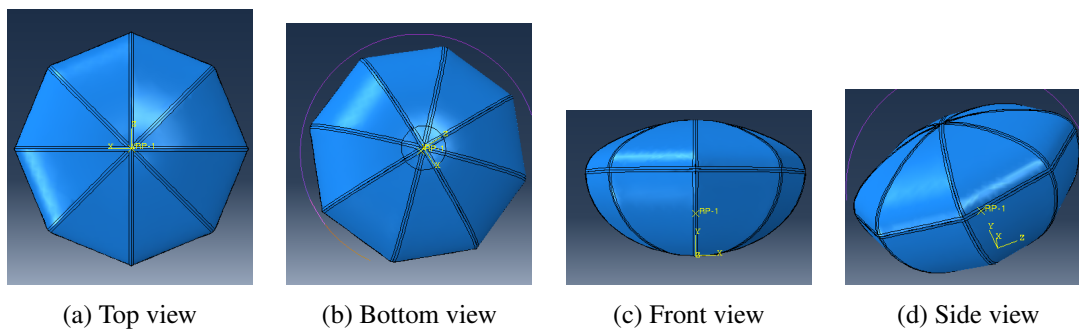 Z
X RP-1
Z
RP-1
X
RP-1
Y
Z X
RP-1
Y
X Z
(a) Top view (b) Bottom view (c) Front view (d) Side view